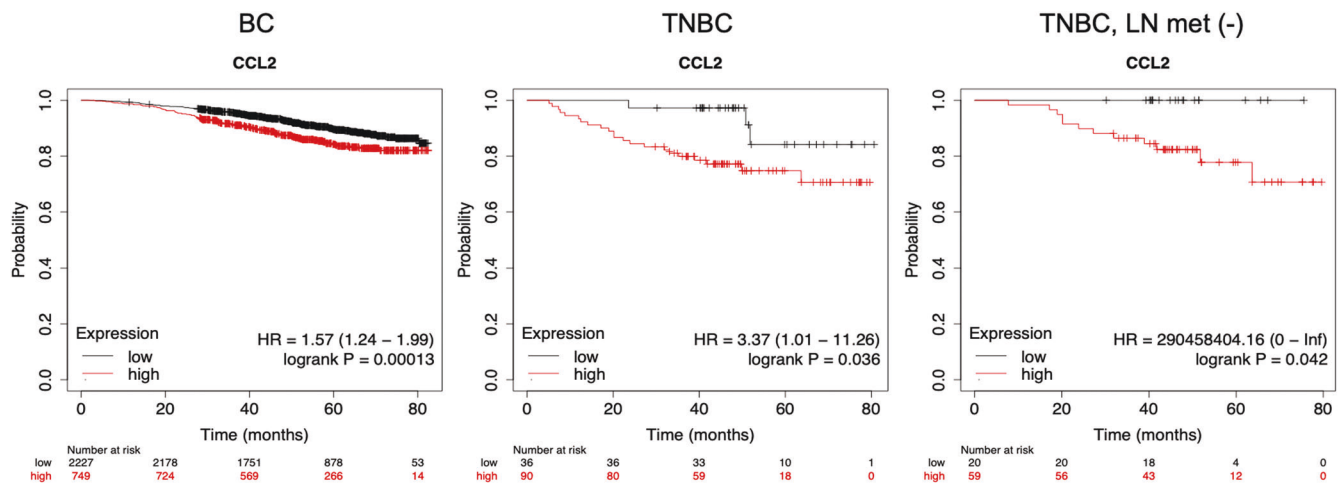 BC
CCL2
Probability
1.0
0.8
0.6
0.4
0.2
0.0
Expression
low
high
HR = 1.57 (1.24 − 1.99)
logrank P = 0.00013
0 20 40 60 80
Time (months)
Number at risk
low 2227 2178 1751 878 53
high 749 724 569 266 14
TNBC
CCL2
Probability
1.0
0.8
0.6
0.4
0.2
0.0
Expression
low
high
HR = 3.37 (1.01 − 11.26)
logrank P = 0.036
0 20 40 60 80
Time (months)
Number at risk
low 36 36 33 10 1
high 90 80 59 18 0
TNBC, LN met (-)
CCL2
Probability
1.0
0.8
0.6
0.4
0.2
0.0
Expression
low
high
HR = 290458404.16 (0 − Inf)
logrank P = 0.042
0 20 40 60 80
Time (months)
Number at risk
low 20 20 18 4 0
high 59 56 43 12 0